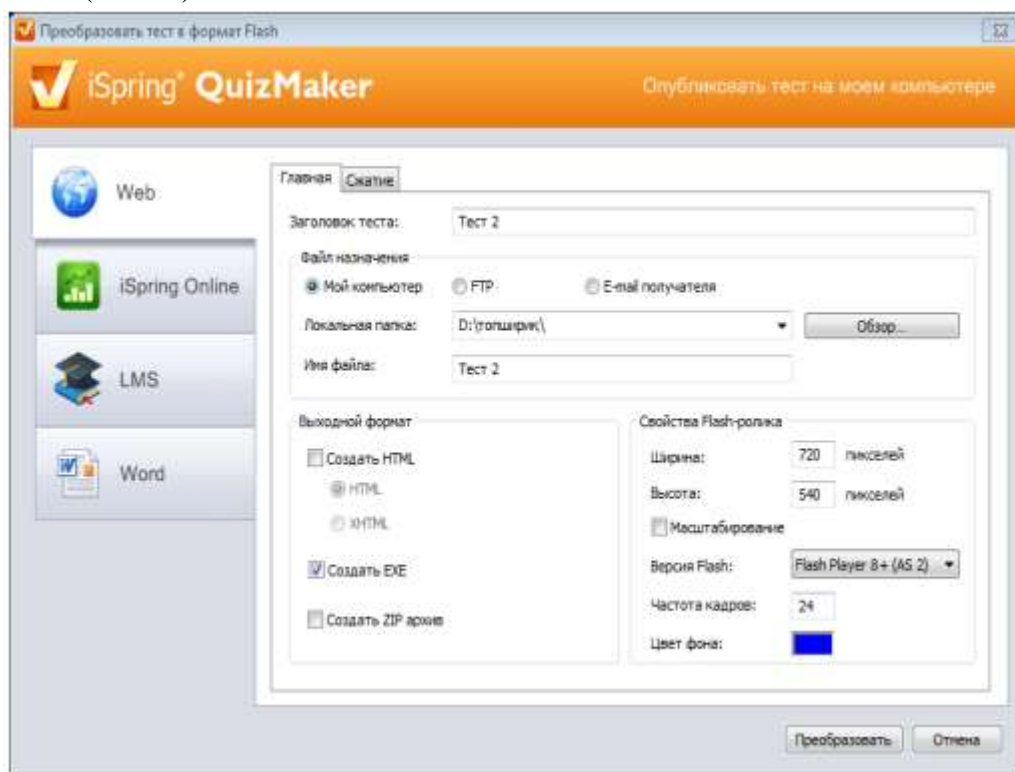 Преобразовать тест в формат Flash
iSpring® QuizMaker
Опубликовать тест на моем компьютере
Web
iSpring Online
LMS
Word
Главная Сжатие
Заголовок теста: Тест 2
Файл назначения
Мой компьютер FTP E-mail получателя
Локальная папка: D:\топширик\ Обзор...
Имя файла: Тест 2
Выходной формат
Создать HTML
HTML
XHTML
Создать EXE
Создать ZIP архив
Свойства Flash-ролика
Ширина: 720 пикселей
Высота: 540 пикселей
Масштабирование
Версия Flash: Flash Player 8+ (AS 2)
Частота кадров: 24
Цвет фона:
Преобразовать Отмена